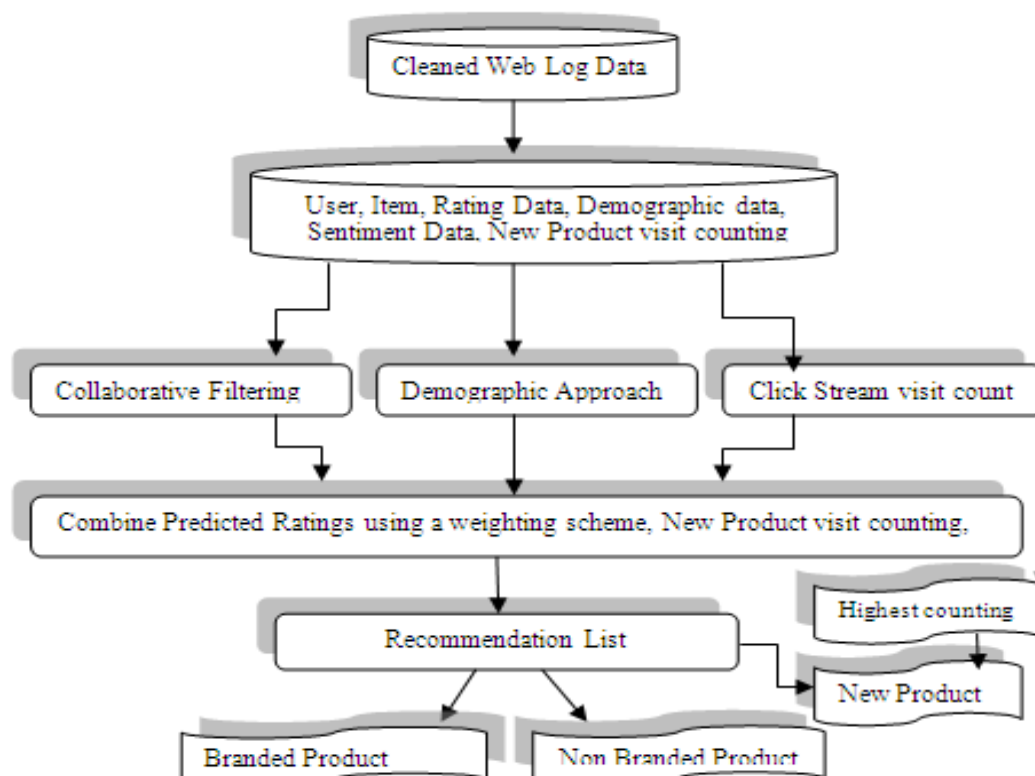 Cleaned Web Log Data
User, Item, Rating Data, Demographic data,
Sentiment Data, New Product visit counting
Collaborative Filtering
Demographic Approach
Click Stream visit count
Combine Predicted Ratings using a weighting scheme, New Product visit counting,
Highest counting
Recommendation List
New Product
Branded Product
Non Branded Product